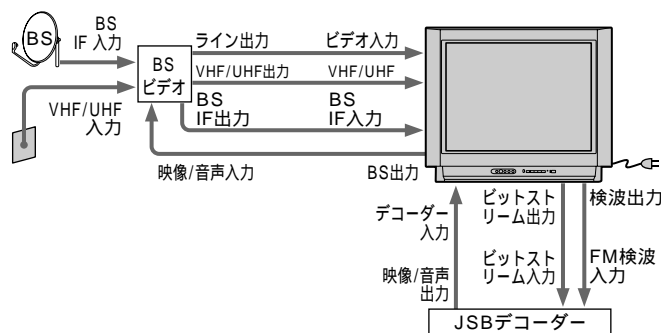 BS
BS
IF 入力
VHF/UHF
入力
BS
ビデオ
ライン出力
ビデオ入力
VHF/UHF出力
VHF/UHF
BS
IF出力
BS
IF入力
映像/音声入力
BS出力
デコーダー
入力
ビットスト
リーム出力
検波出力
映像/音声
出力
ビットスト
リーム入力
FM検波
入力
JSBデコーダー